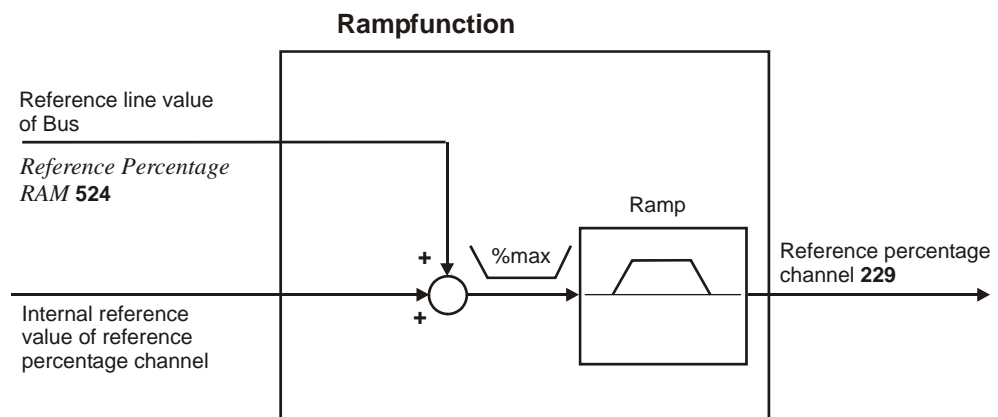 Rampfunction
Reference line value
of Bus
Reference Percentage
RAM 524
Ramp
+
%max
Reference percentage
channel 229
+
Internal reference
value of reference
percentage channel